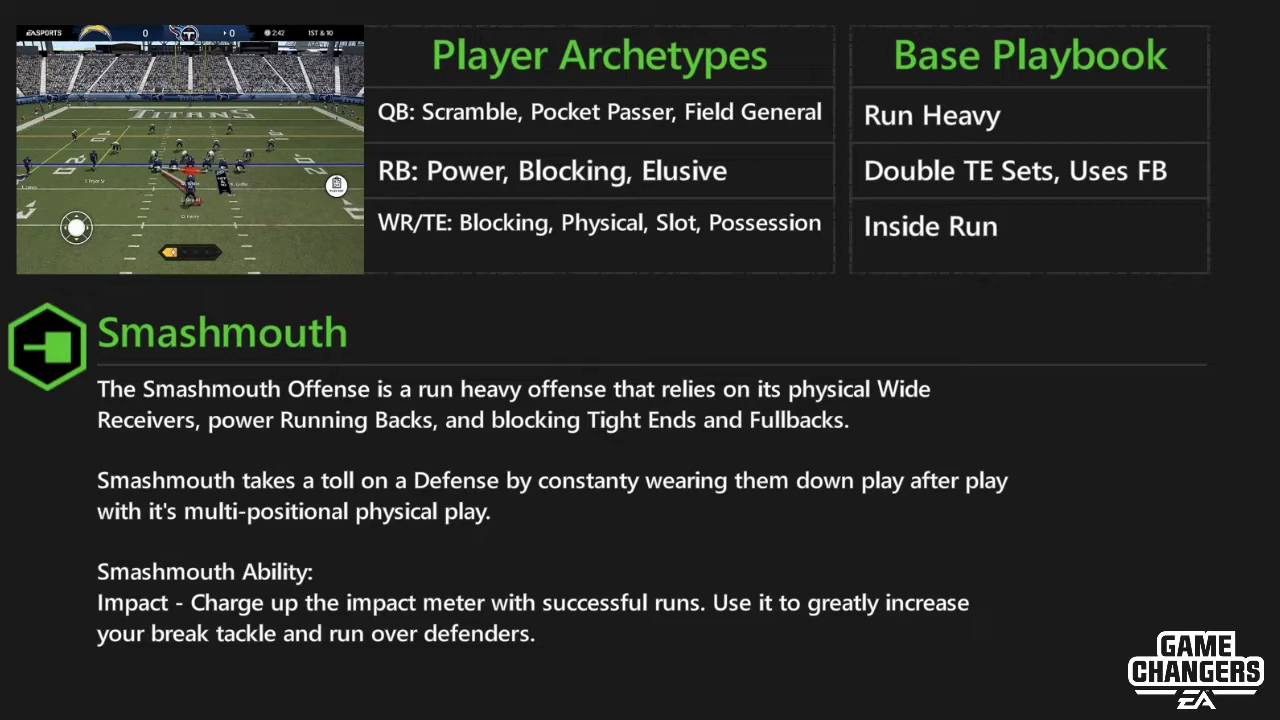 EA SPORTS 0 0 2:42 1ST & 10
TITANS
Player Archetypes
QB: Scramble, Pocket Passer, Field General
RB: Power, Blocking, Elusive
WR/TE: Blocking, Physical, Slot, Possession
Base Playbook
Run Heavy
Double TE Sets, Uses FB
Inside Run
Smashmouth
The Smashmouth Offense is a run heavy offense that relies on its physical Wide
Receivers, power Running Backs, and blocking Tight Ends and Fullbacks.
Smashmouth takes a toll on a Defense by constanty wearing them down play after play
with it's multi-positional physical play.
Smashmouth Ability:
Impact - Charge up the impact meter with successful runs. Use it to greatly increase
your break tackle and run over defenders.
GAME
CHANGERS
EA